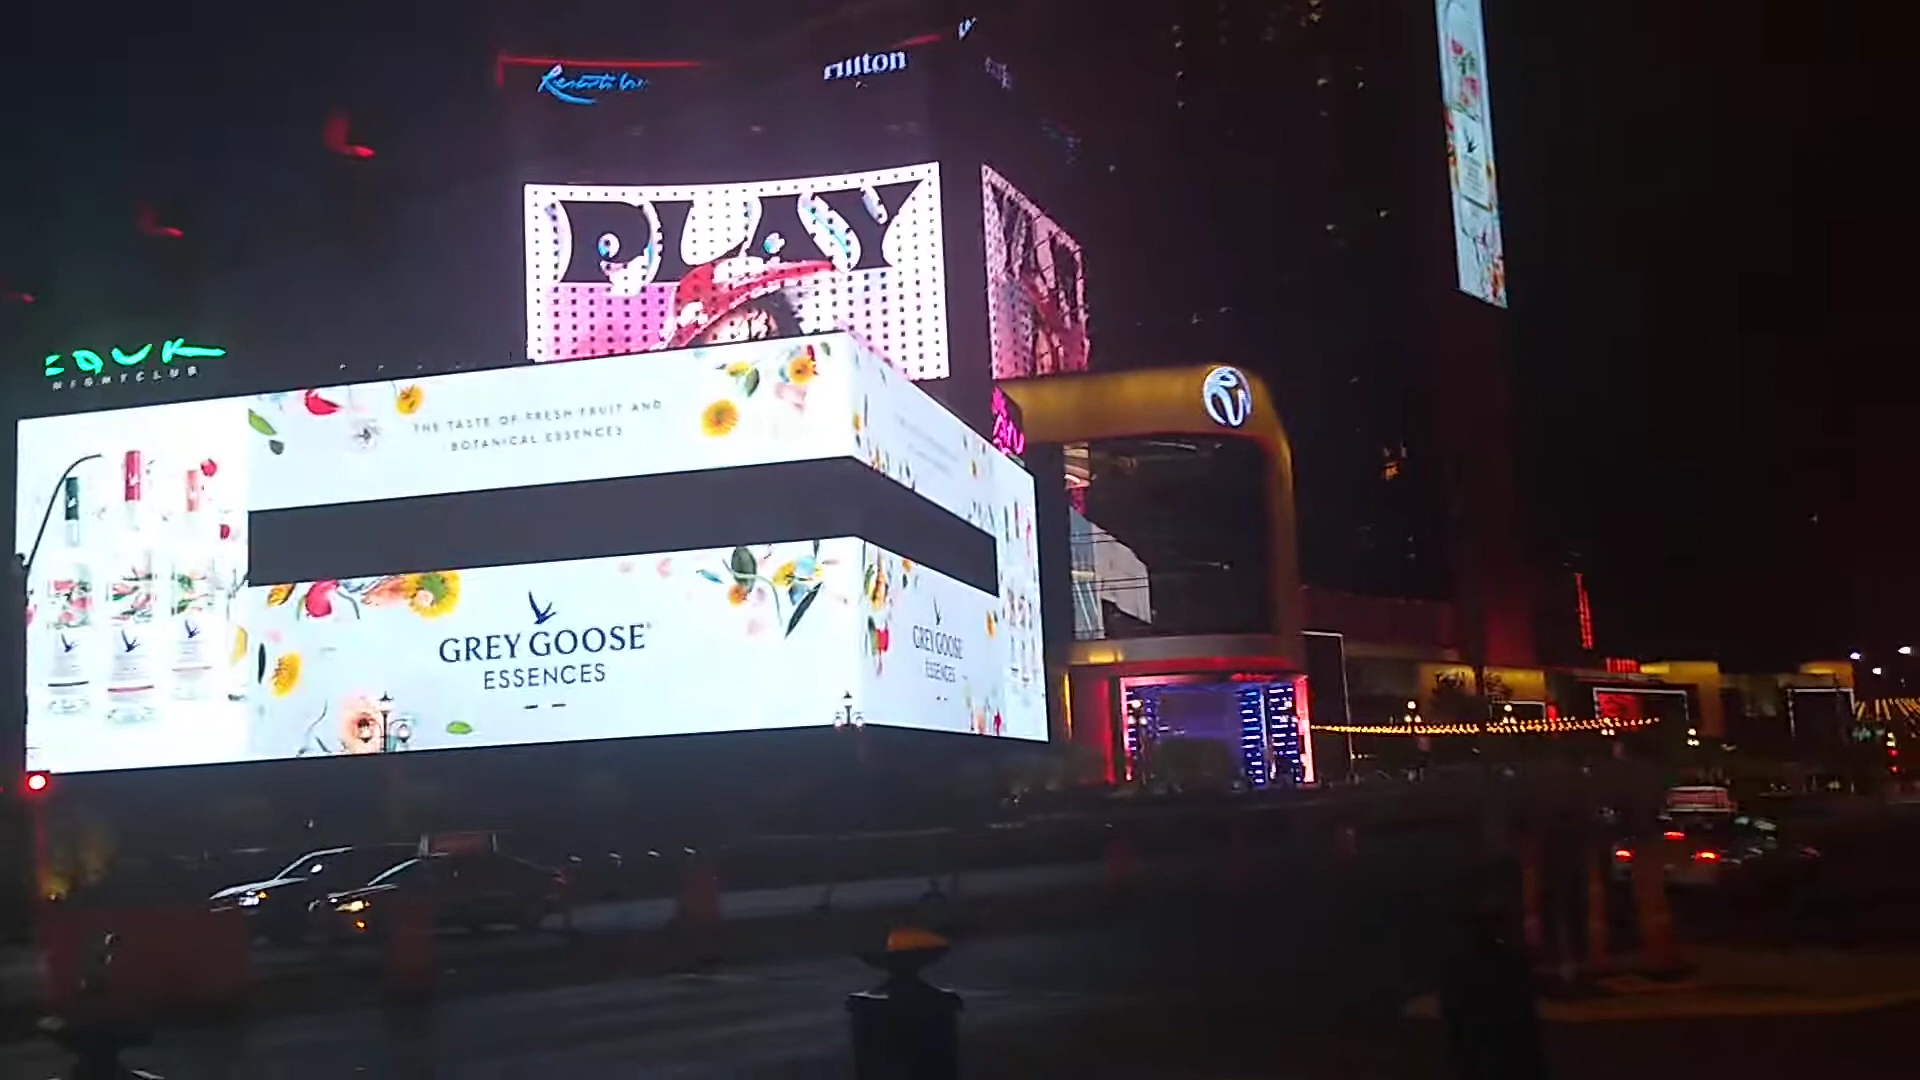 Hilton
PLAY
ZOUK
NIGHTCLUB
THE TASTE OF FRESH FRUIT AND
BOTANICAL ESSENCES
GREY GOOSE
ESSENCES
GREY GOOSE
ESSENCES